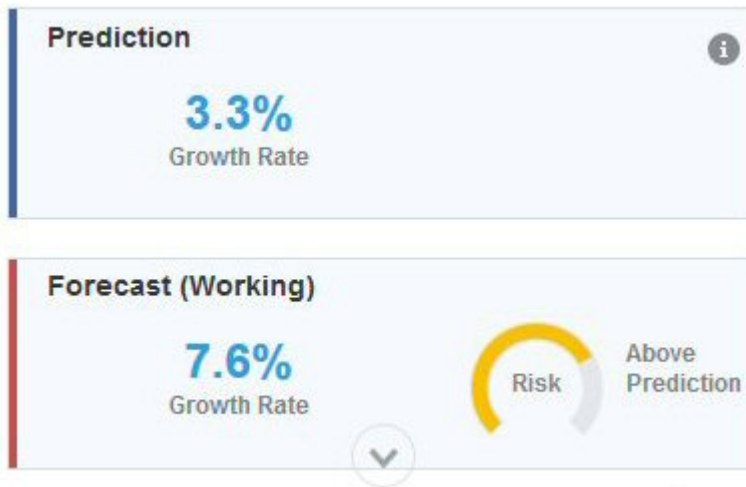 Prediction
3.3%
Growth Rate
Forecast (Working)
7.6%
Growth Rate
Risk
Above
Prediction